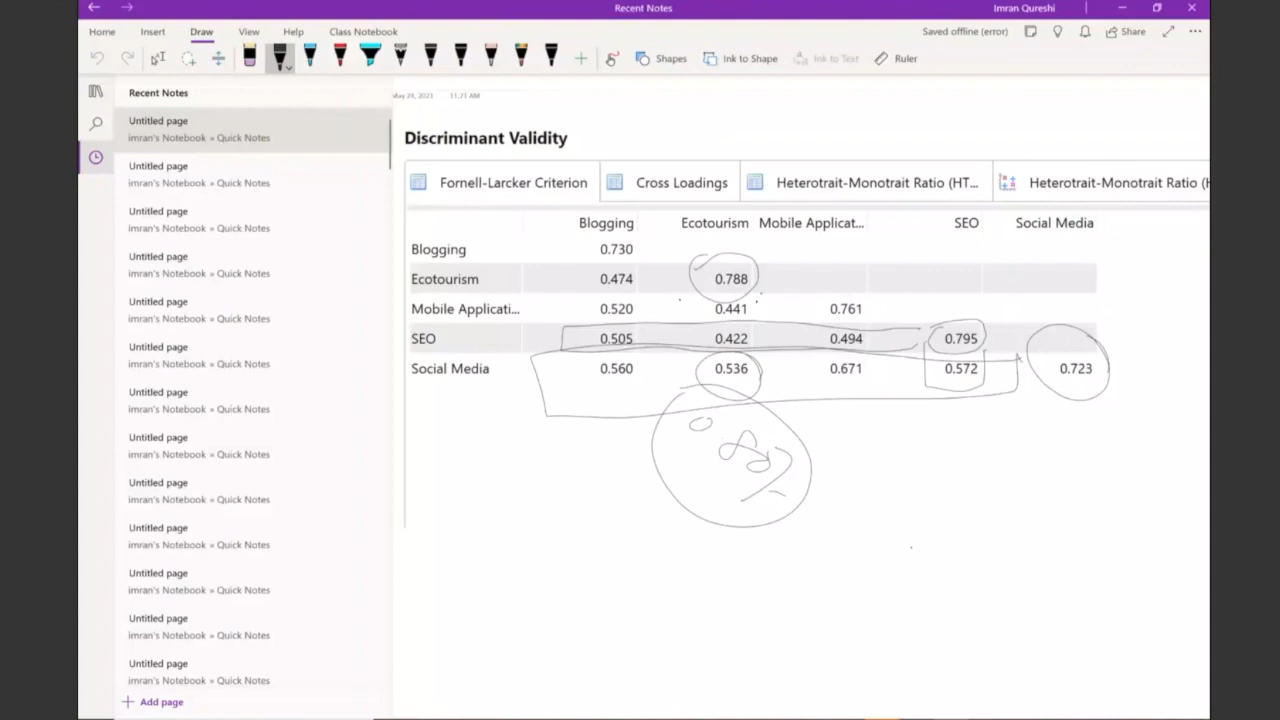 Recent Notes
Imran Qureshi
Home Insert Draw View Help Class Notebook
Saved offline (error) Share
Shapes Ink to Shape Ink to Text Ruler
Recent Notes
Untitled page
imran's Notebook » Quick Notes
Untitled page
imran's Notebook » Quick Notes
Untitled page
imran's Notebook » Quick Notes
Untitled page
imran's Notebook » Quick Notes
Untitled page
imran's Notebook » Quick Notes
Untitled page
imran's Notebook » Quick Notes
Untitled page
imran's Notebook » Quick Notes
Untitled page
imran's Notebook » Quick Notes
Untitled page
imran's Notebook » Quick Notes
Untitled page
imran's Notebook » Quick Notes
Untitled page
imran's Notebook » Quick Notes
Untitled page
imran's Notebook » Quick Notes
Untitled page
imran's Notebook » Quick Notes
Add page
May 24, 2021 11:21 AM
Discriminant Validity
Fornell-Larcker Criterion Cross Loadings Heterotrait-Monotrait Ratio (HT... Heterotrait-Monotrait Ratio (H
Blogging Ecotourism Mobile Applicat... SEO Social Media
Blogging 0.730
Ecotourism 0.474 0.788
Mobile Applicati... 0.520 0.441 0.761
SEO 0.505 0.422 0.494 0.795
Social Media 0.560 0.536 0.671 0.572 0.723